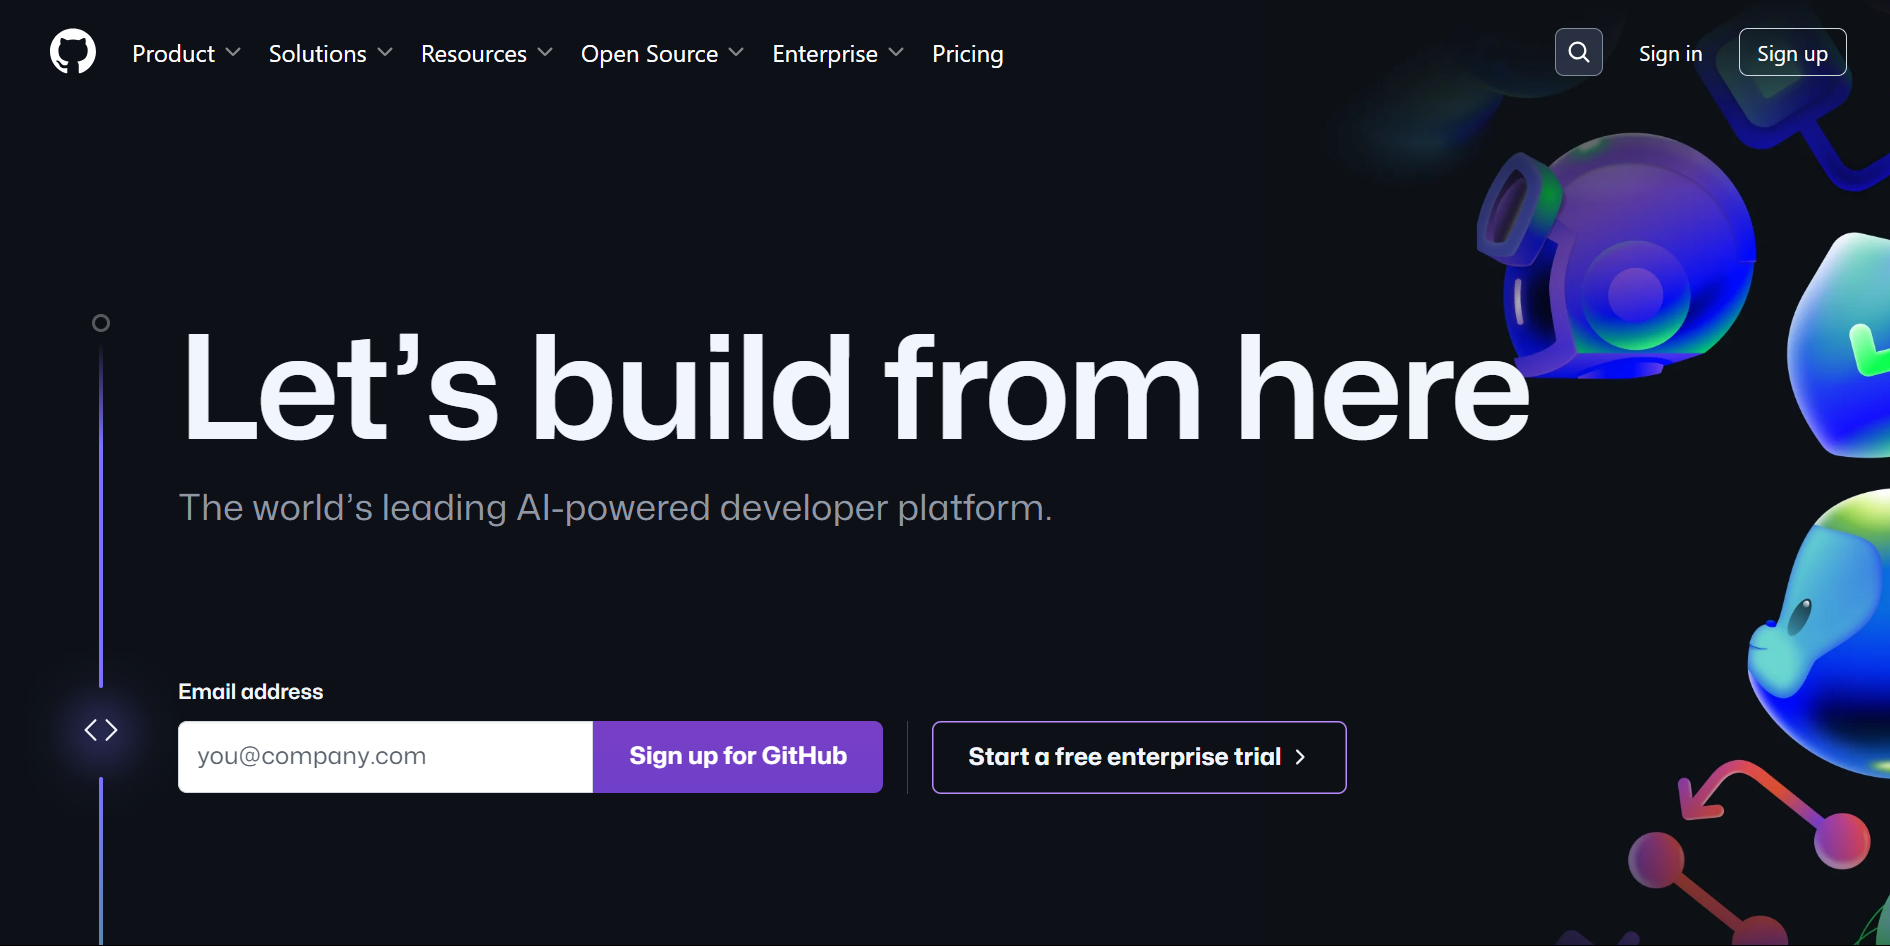 Product Solutions Resources Open Source Enterprise Pricing Sign in Sign up
Let’s build from here
The world’s leading AI-powered developer platform.
Email address
you@company.com Sign up for GitHub Start a free enterprise trial